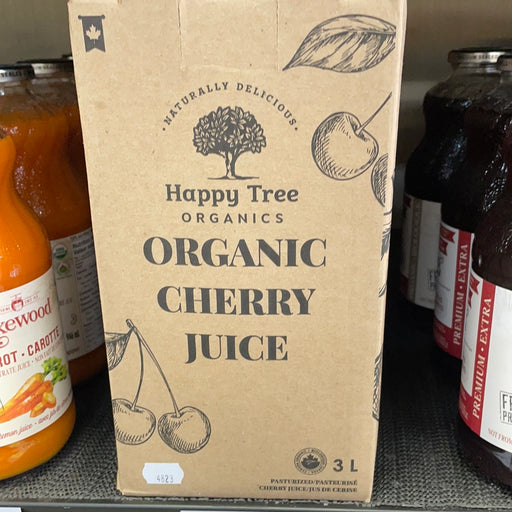 NATURALLY DELICIOUS
Happy Tree
ORGANICS
ORGANIC
CHERRY
JUICE
3 L
PASTURIZED/PASTEURISÉ
CHERRY JUICE/JUS DE CERISE
4823
kewood
ROT · CAROTTE
PREMIUM · EXTRA
PREMIUM · EXTRA